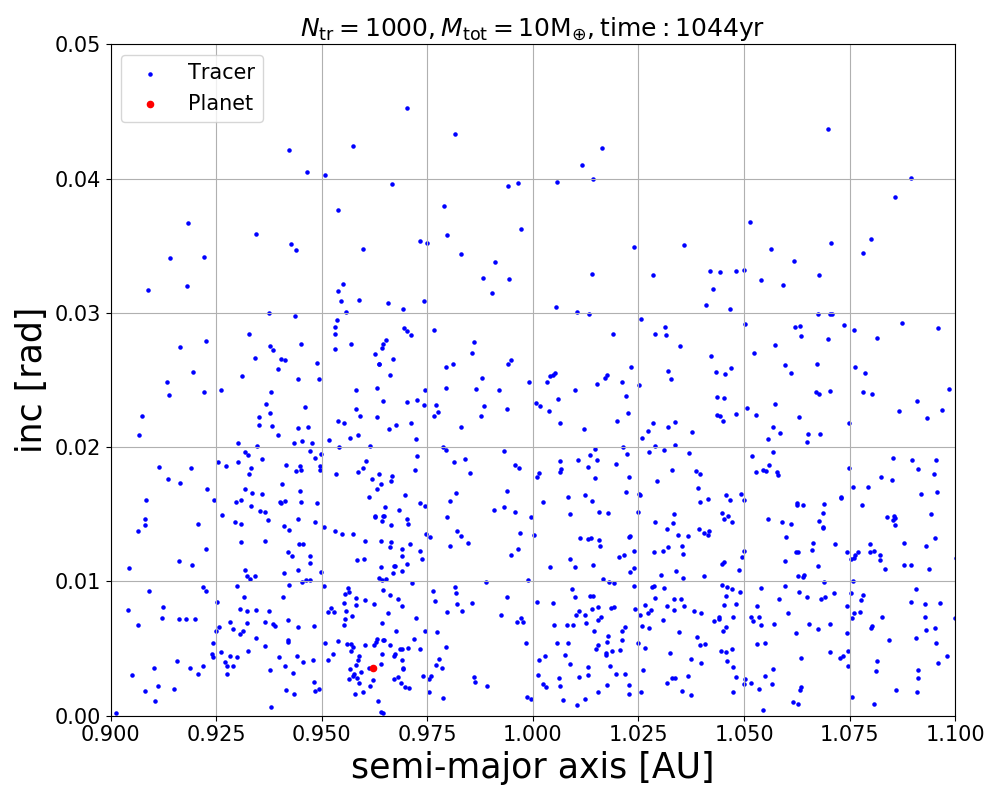 N_tr = 1000, M_tot = 10M_⊕, time : 1044yr
Tracer
Planet
0.05
0.04
0.03
0.02
0.01
0.00
inc [rad]
0.900 0.925 0.950 0.975 1.000 1.025 1.050 1.075 1.100
semi-major axis [AU]